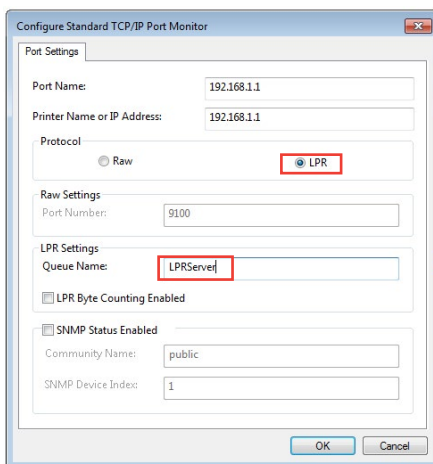 Configure Standard TCP/IP Port Monitor
Port Settings
Port Name: 192.168.1.1
Printer Name or IP Address: 192.168.1.1
Protocol
Raw LPR
Raw Settings
Port Number: 9100
LPR Settings
Queue Name: LPRServer
LPR Byte Counting Enabled
SNMP Status Enabled
Community Name: public
SNMP Device Index: 1
OK Cancel